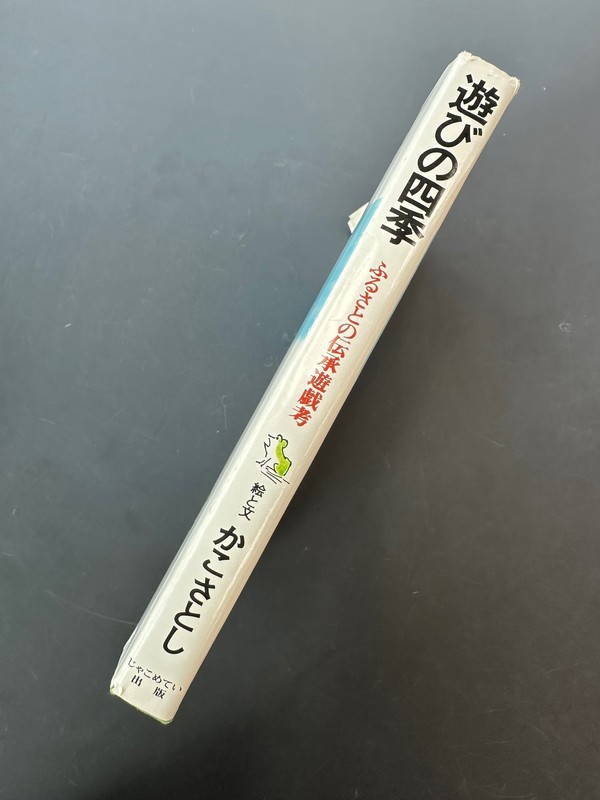 遊びの四季
ふるさとの伝承遊戯考
絵と文
かこさとし
じゃこめてい
出版